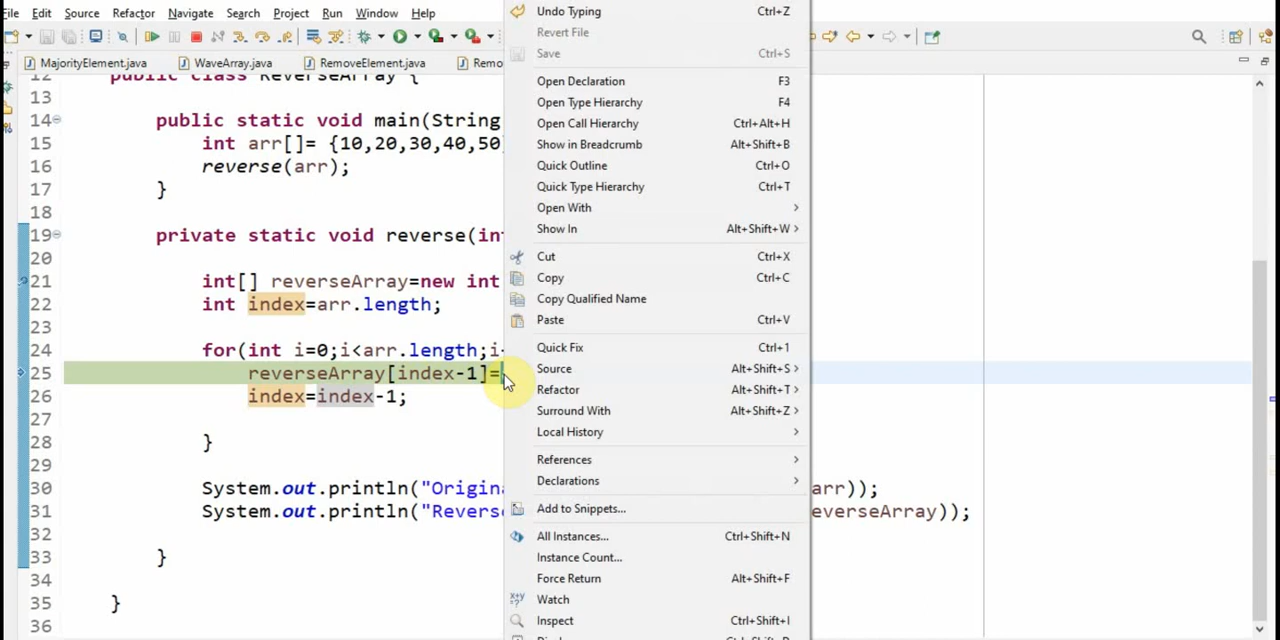 File Edit Source Refactor Navigate Search Project Run Window Help
MajorityElement.java WaveArray.java RemoveElement.java Remo
12 public class ReverseArray {
13
14 public static void main(String
15 int arr[]= {10,20,30,40,50}
16 reverse(arr);
17 }
18
19 private static void reverse(int
20
21 int[] reverseArray=new int
22 int index=arr.length;
23
24 for(int i=0;i<arr.length;i
25 reverseArray[index-1]=
26 index=index-1;
27
28 }
29
30 System.out.println("Origin arr));
31 System.out.println("Revers everseArray));
32
33 }
34
35 }
36
Undo Typing Ctrl+Z
Revert File
Save Ctrl+S
Open Declaration F3
Open Type Hierarchy F4
Open Call Hierarchy Ctrl+Alt+H
Show in Breadcrumb Alt+Shift+B
Quick Outline Ctrl+O
Quick Type Hierarchy Ctrl+T
Open With
Show In Alt+Shift+W
Cut Ctrl+X
Copy Ctrl+C
Copy Qualified Name
Paste Ctrl+V
Quick Fix Ctrl+1
Source Alt+Shift+S
Refactor Alt+Shift+T
Surround With Alt+Shift+Z
Local History
References
Declarations
Add to Snippets...
All Instances... Ctrl+Shift+N
Instance Count...
Force Return Alt+Shift+F
Watch
Inspect Ctrl+Shift+I